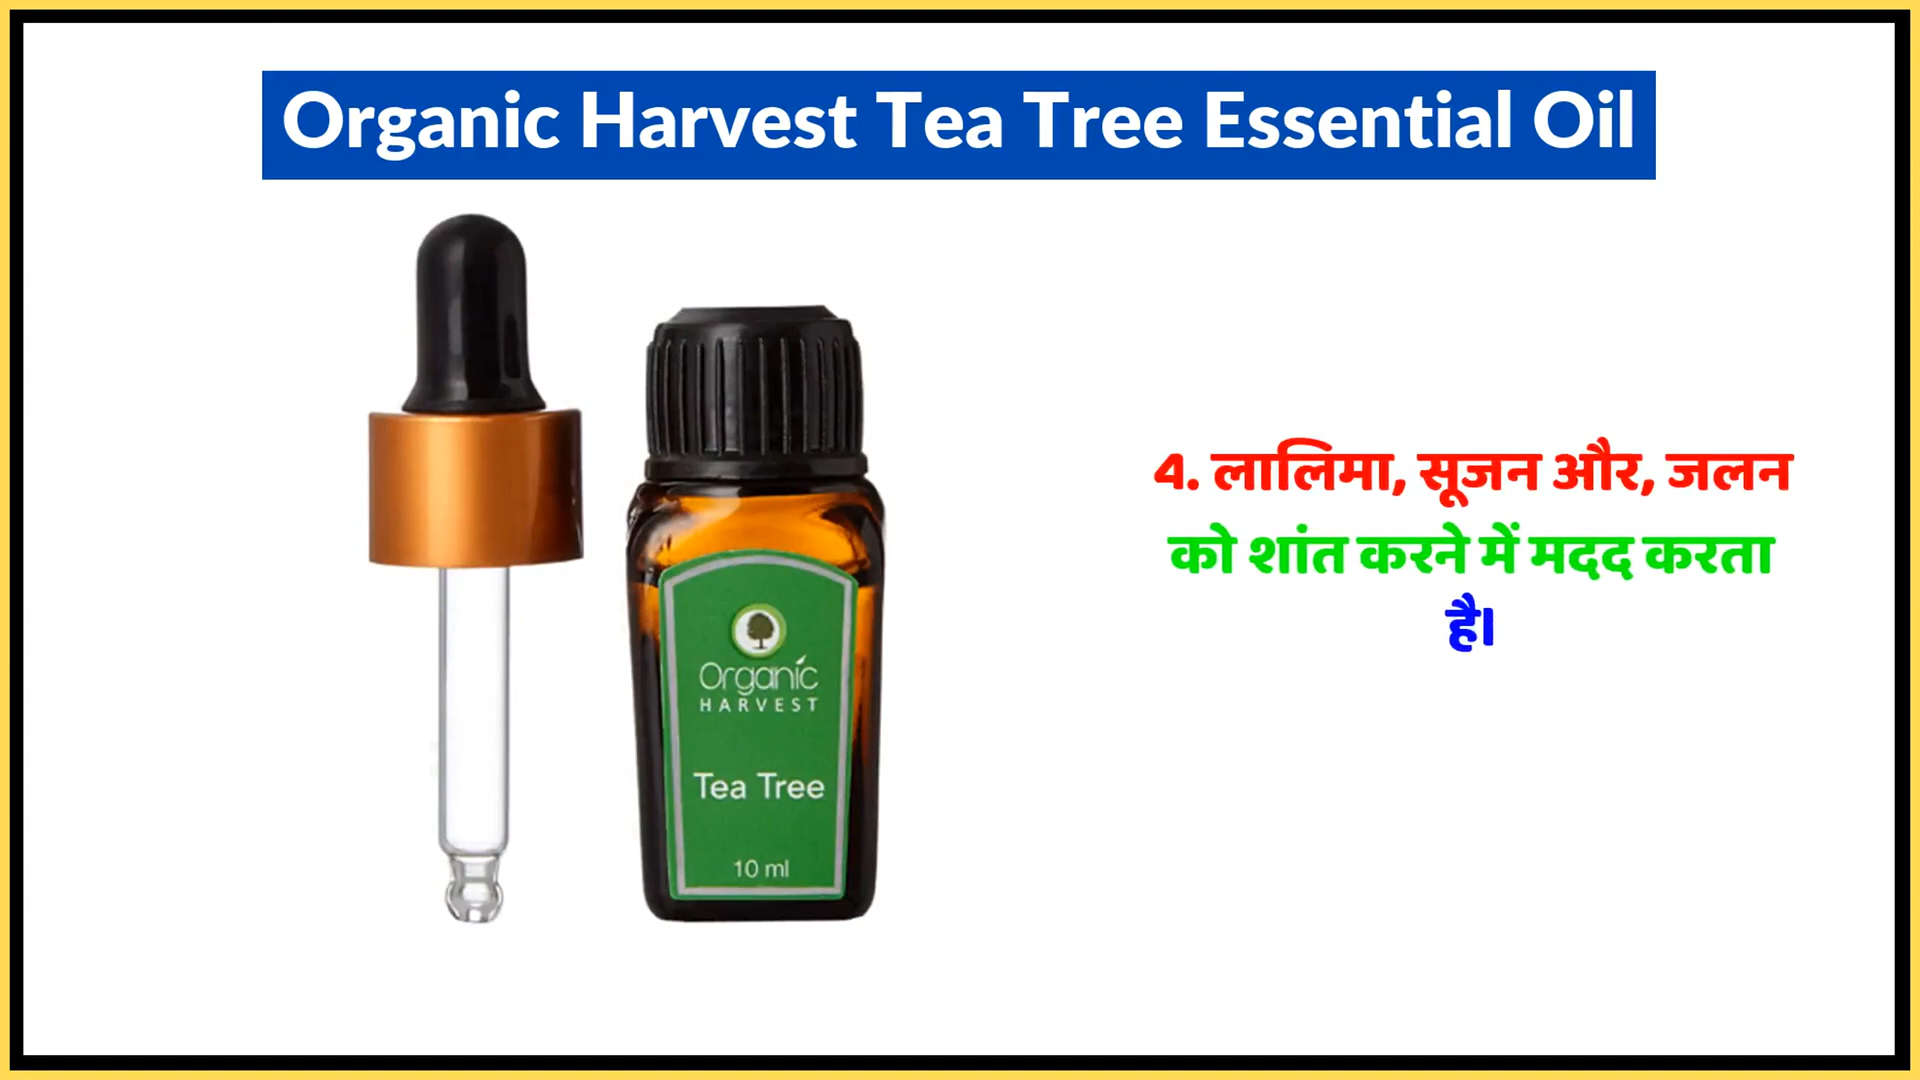 Organic Harvest Tea Tree Essential Oil
4. लालिमा, सूजन और, जलन
को शांत करने में मदद करता
है।
Organic
HARVEST
Tea Tree
10 ml